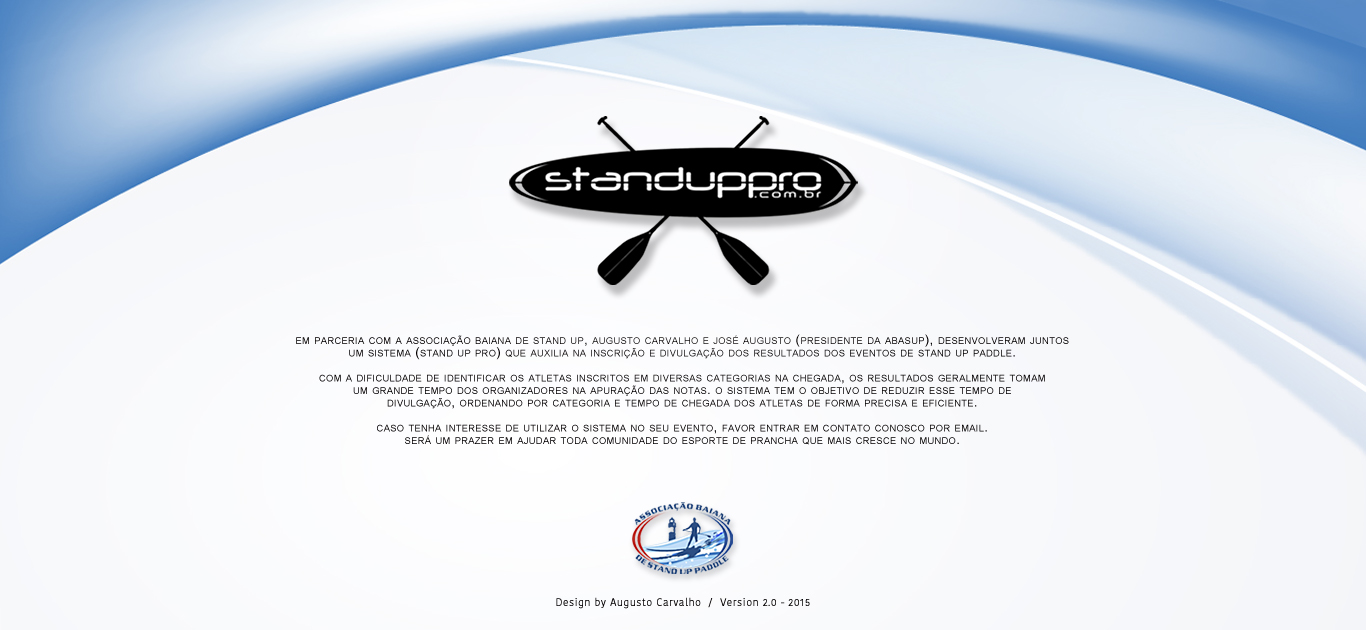 standuppro
.com.br
EM PARCERIA COM A ASSOCIAÇÃO BAIANA DE STAND UP, AUGUSTO CARVALHO E JOSÉ AUGUSTO (PRESIDENTE DA ABASUP), DESENVOLVERAM JUNTOS
UM SISTEMA (STAND UP PRO) QUE AUXILIA NA INSCRIÇÃO E DIVULGAÇÃO DOS RESULTADOS DOS EVENTOS DE STAND UP PADDLE.
COM A DIFICULDADE DE IDENTIFICAR OS ATLETAS INSCRITOS EM DIVERSAS CATEGORIAS NA CHEGADA, OS RESULTADOS GERALMENTE TOMAM
UM GRANDE TEMPO DOS ORGANIZADORES NA APURAÇÃO DAS NOTAS. O SISTEMA TEM O OBJETIVO DE REDUZIR ESSE TEMPO DE
DIVULGAÇÃO, ORDENANDO POR CATEGORIA E TEMPO DE CHEGADA DOS ATLETAS DE FORMA PRECISA E EFICIENTE.
CASO TENHA INTERESSE DE UTILIZAR O SISTEMA NO SEU EVENTO, FAVOR ENTRAR EM CONTATO CONOSCO POR EMAIL.
SERÁ UM PRAZER EM AJUDAR TODA COMUNIDADE DO ESPORTE DE PRANCHA QUE MAIS CRESCE NO MUNDO.
ASSOCIAÇÃO BAIANA
DE STAND UP PADDLE
Design by Augusto Carvalho / Version 2.0 - 2015